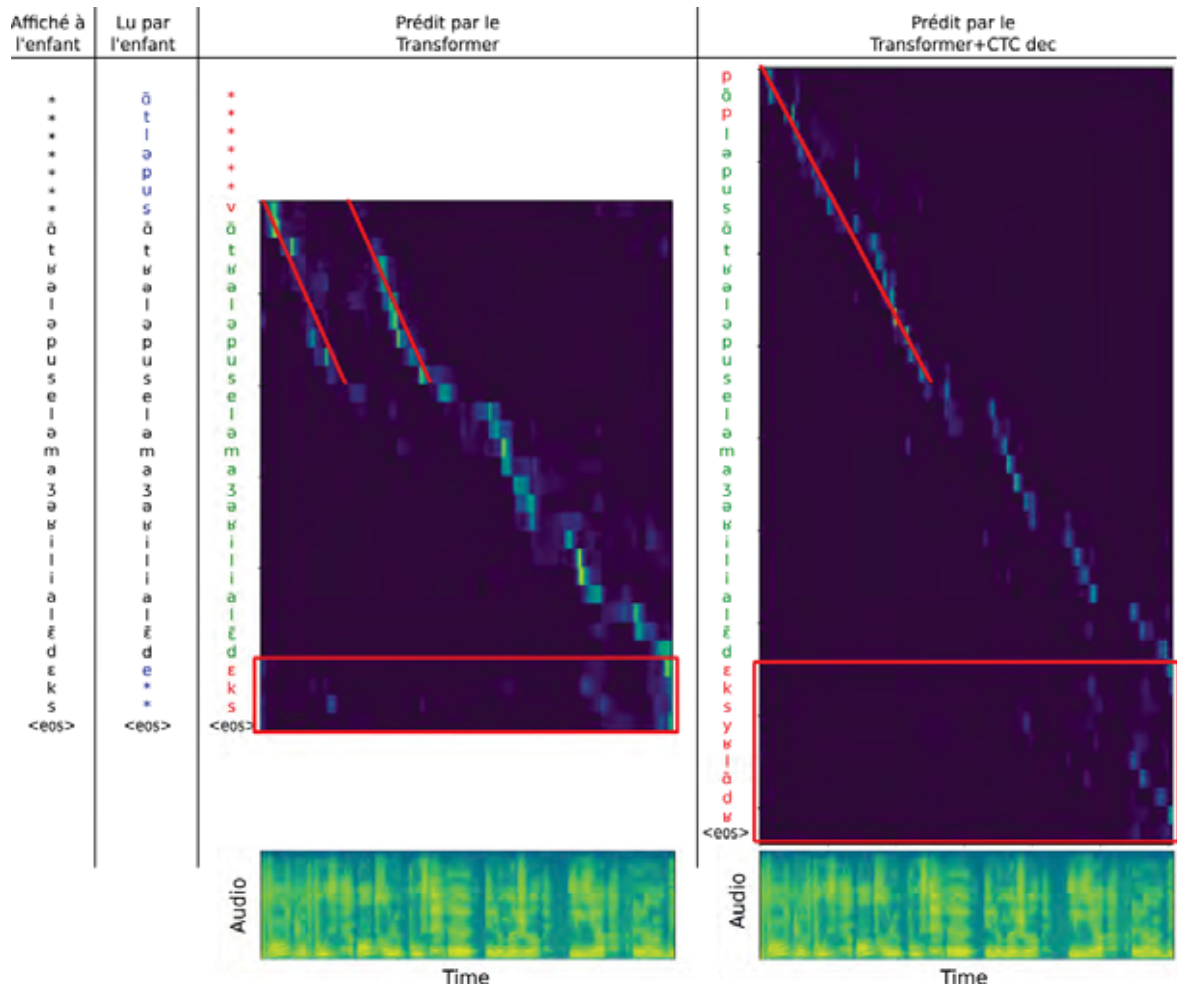 Affiché à
l'enfant
Lu par
l'enfant
Prédit par le
Transformer
Prédit par le
Transformer+CTC dec
*
*
*
*
*
*
*
ɑ̃
t
ʁ
ə
l
ə
p
u
s
e
l
ə
m
a
ʒ
ə
ʁ
i
l
i
a
l
ɛ̃
d
ɛ
k
s
<eos>
ɑ̃
t
l
ə
p
u
s
ɑ̃
t
ʁ
ə
l
ə
p
u
s
e
l
ə
m
a
ʒ
ə
ʁ
i
l
i
a
l
ɛ̃
d
e
*
*
<eos>
*
*
*
*
*
*
v
ɑ̃
t
ʁ
ə
l
ə
p
u
s
e
l
ə
m
a
ʒ
ə
ʁ
i
l
i
a
l
ɛ̃
d
ɛ
k
s
<eos>
p
ɑ̃
p
l
ə
p
u
s
ɑ̃
t
ʁ
ə
l
ə
p
u
s
e
l
ə
m
a
ʒ
ə
ʁ
i
l
i
a
l
ɛ̃
d
ɛ
k
s
y
ʁ
l
ɑ̃
d
ʁ
<eos>
Audio
Time
Audio
Time